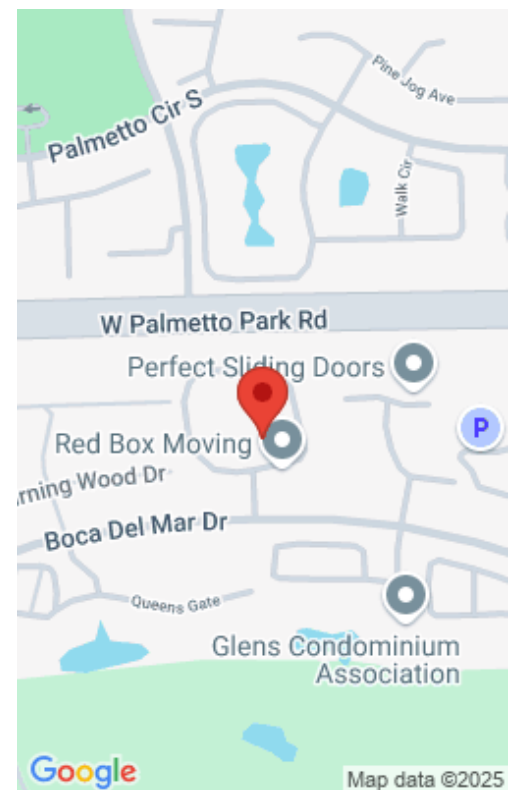 Pine Jog Ave
Palmetto Cir S
Walk Cir
W Palmetto Park Rd
Perfect Sliding Doors
P
Red Box Moving
rning Wood Dr
Boca Del Mar Dr
Queens Gate
Glens Condominium
Association
Google
Map data ©2025